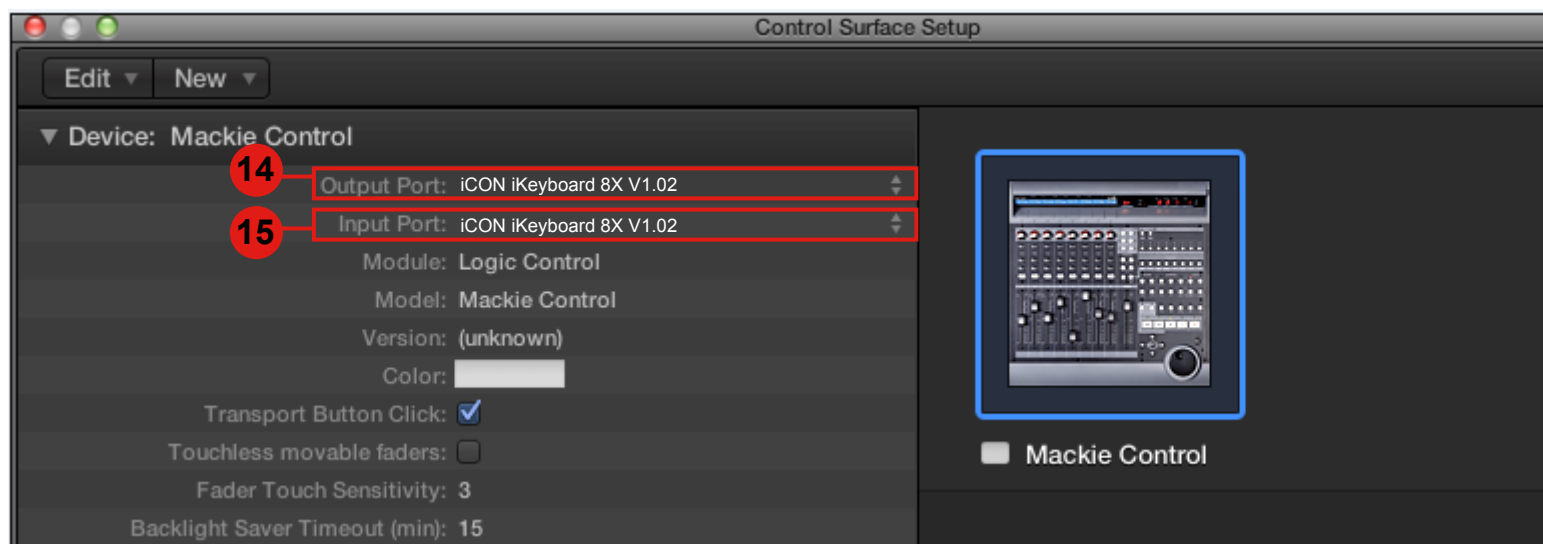 Control Surface Setup
Edit New
Device: Mackie Control
14 Output Port: iCON iKeyboard 8X V1.02
15 Input Port: iCON iKeyboard 8X V1.02
Module: Logic Control
Model: Mackie Control
Version: (unknown)
Color:
Transport Button Click:
Touchless movable faders:
Fader Touch Sensitivity: 3
Backlight Saver Timeout (min): 15
Mackie Control